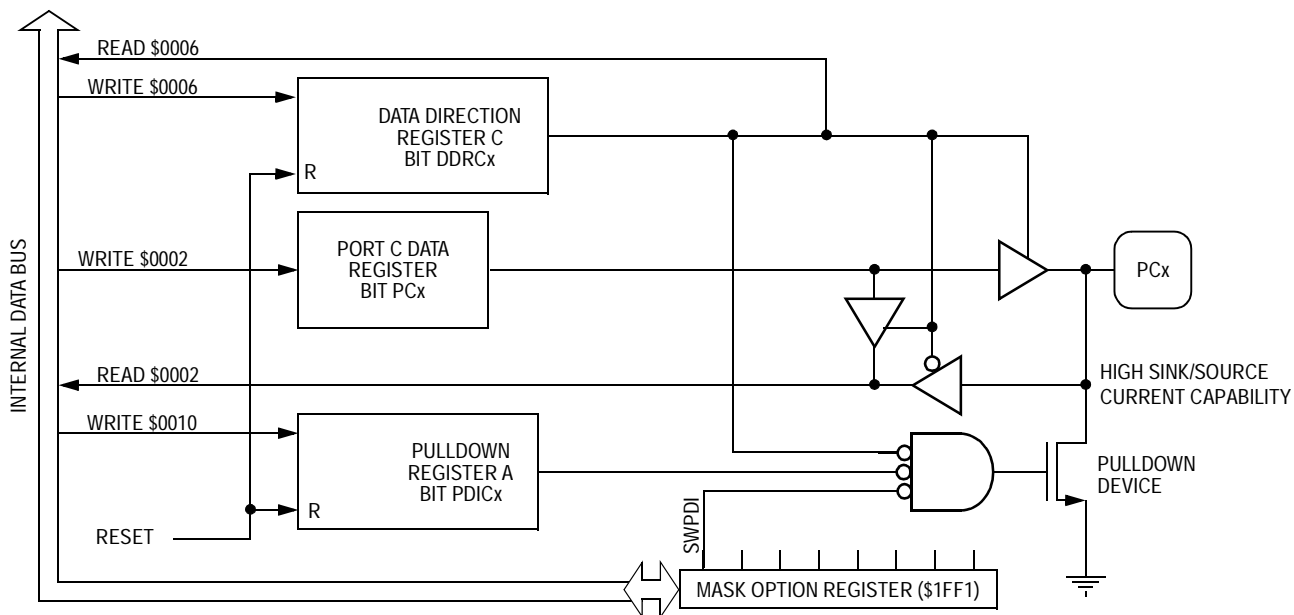 READ $0006
WRITE $0006
DATA DIRECTION
REGISTER C
BIT DDRCx
R
INTERNAL DATA BUS
WRITE $0002
PORT C DATA
REGISTER
BIT PCx
PCx
READ $0002
HIGH SINK/SOURCE
CURRENT CAPABILITY
WRITE $0010
PULLDOWN
REGISTER A
BIT PDICx
R
PULLDOWN
DEVICE
RESET
SWPDI
MASK OPTION REGISTER ($1FF1)